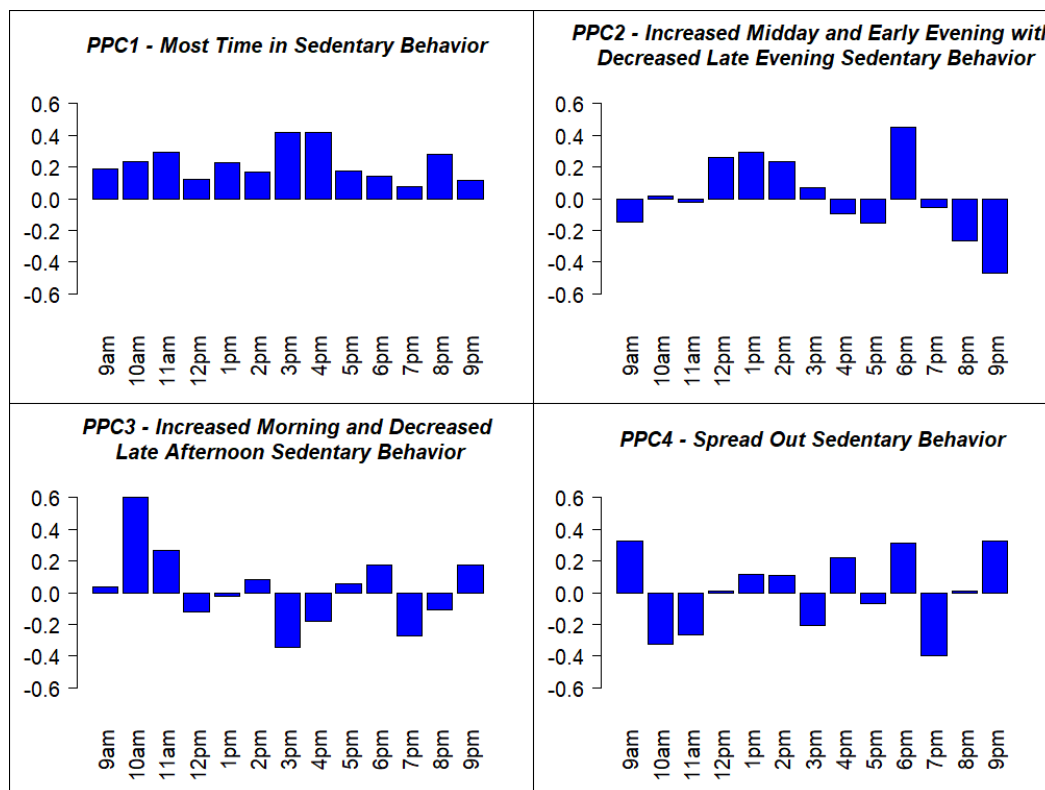 PPC1 - Most Time in Sedentary Behavior
0.6
0.4
0.2
0.0
-0.2
-0.4
-0.6
9am
10am
11am
12pm
1pm
2pm
3pm
4pm
5pm
6pm
7pm
8pm
9pm
PPC2 - Increased Midday and Early Evening with
Decreased Late Evening Sedentary Behavior
0.6
0.4
0.2
0.0
-0.2
-0.4
-0.6
9am
10am
11am
12pm
1pm
2pm
3pm
4pm
5pm
6pm
7pm
8pm
9pm
PPC3 - Increased Morning and Decreased
Late Afternoon Sedentary Behavior
0.6
0.4
0.2
0.0
-0.2
-0.4
-0.6
9am
10am
11am
12pm
1pm
2pm
3pm
4pm
5pm
6pm
7pm
8pm
9pm
PPC4 - Spread Out Sedentary Behavior
0.6
0.4
0.2
0.0
-0.2
-0.4
-0.6
9am
10am
11am
12pm
1pm
2pm
3pm
4pm
5pm
6pm
7pm
8pm
9pm